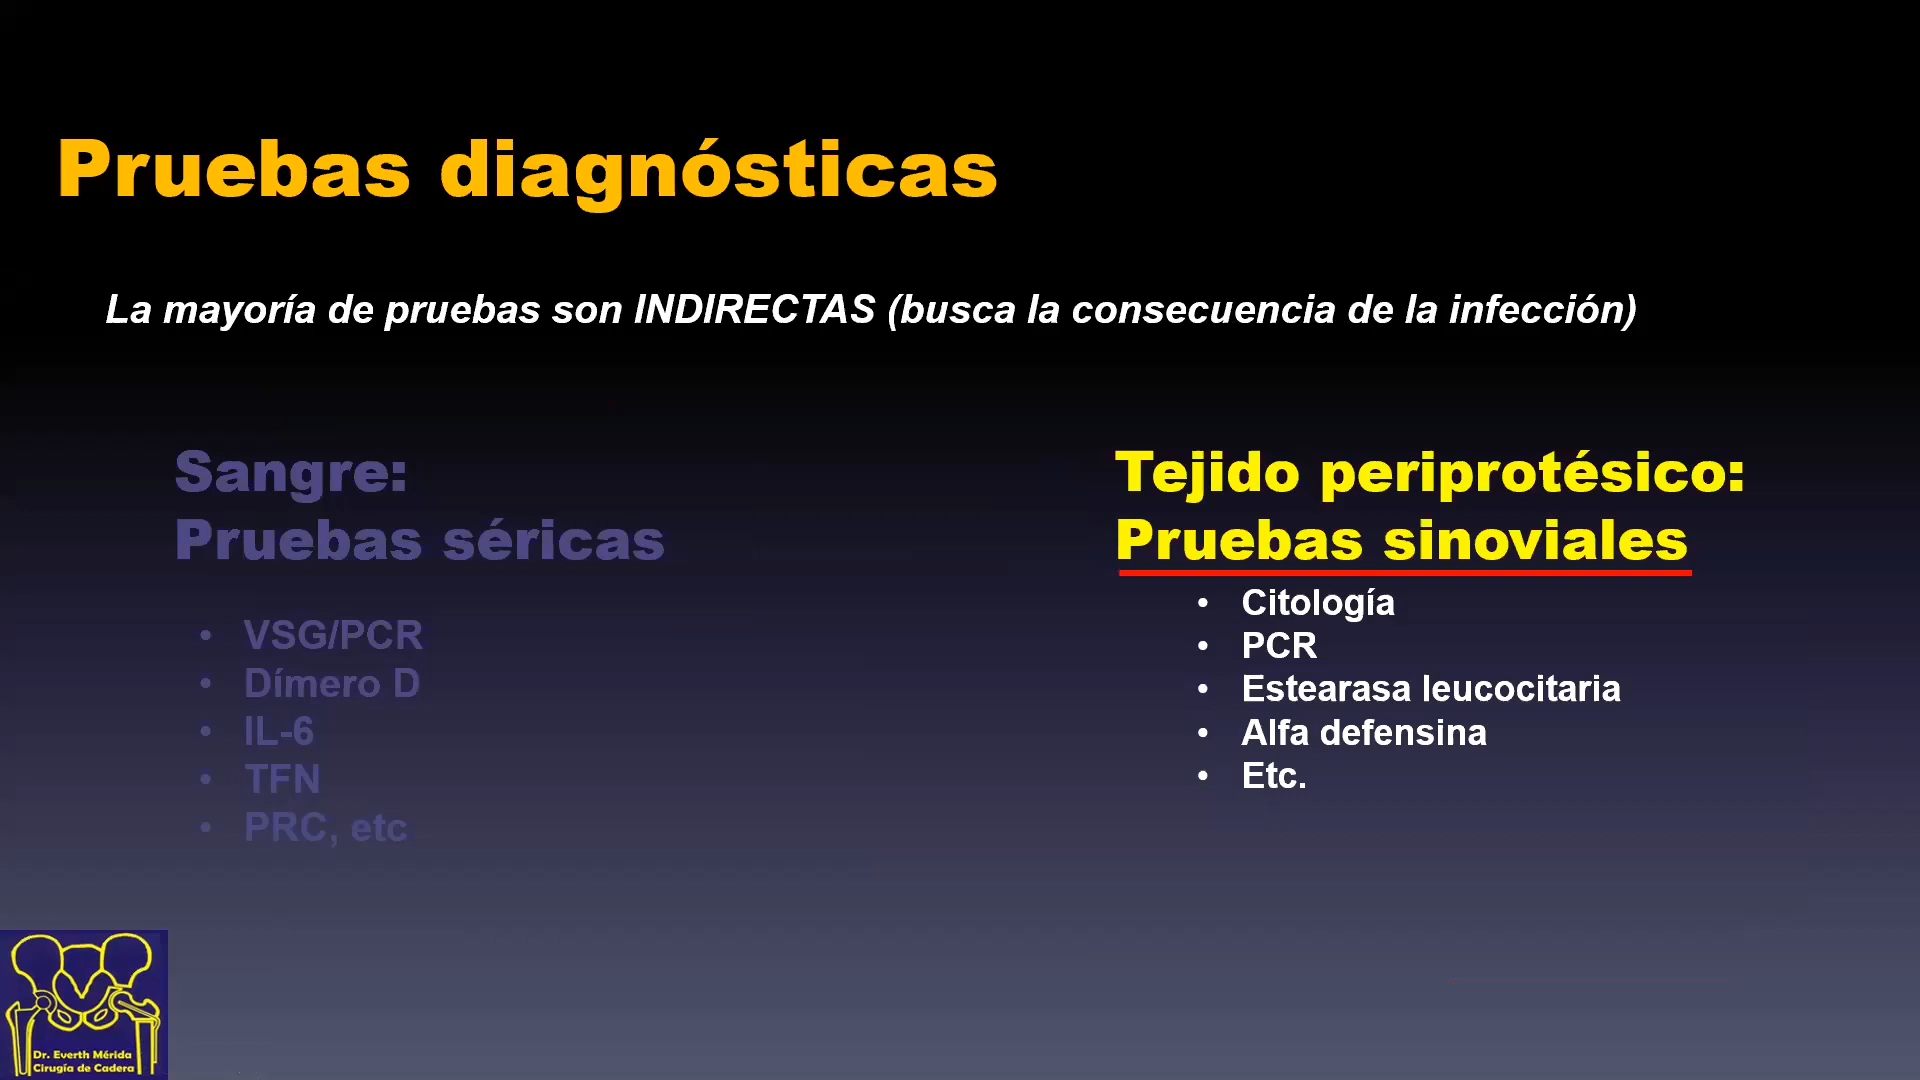 Pruebas diagnósticas
La mayoría de pruebas son INDIRECTAS (busca la consecuencia de la infección)
Sangre:
Pruebas séricas
• VSG/PCR
• Dímero D
• IL-6
• TFN
• PRC, etc
Tejido periprotésico:
Pruebas sinoviales
• Citología
• PCR
• Estearasa leucocitaria
• Alfa defensina
• Etc.
Dr. Everth Mérida
Cirugía de Cadera